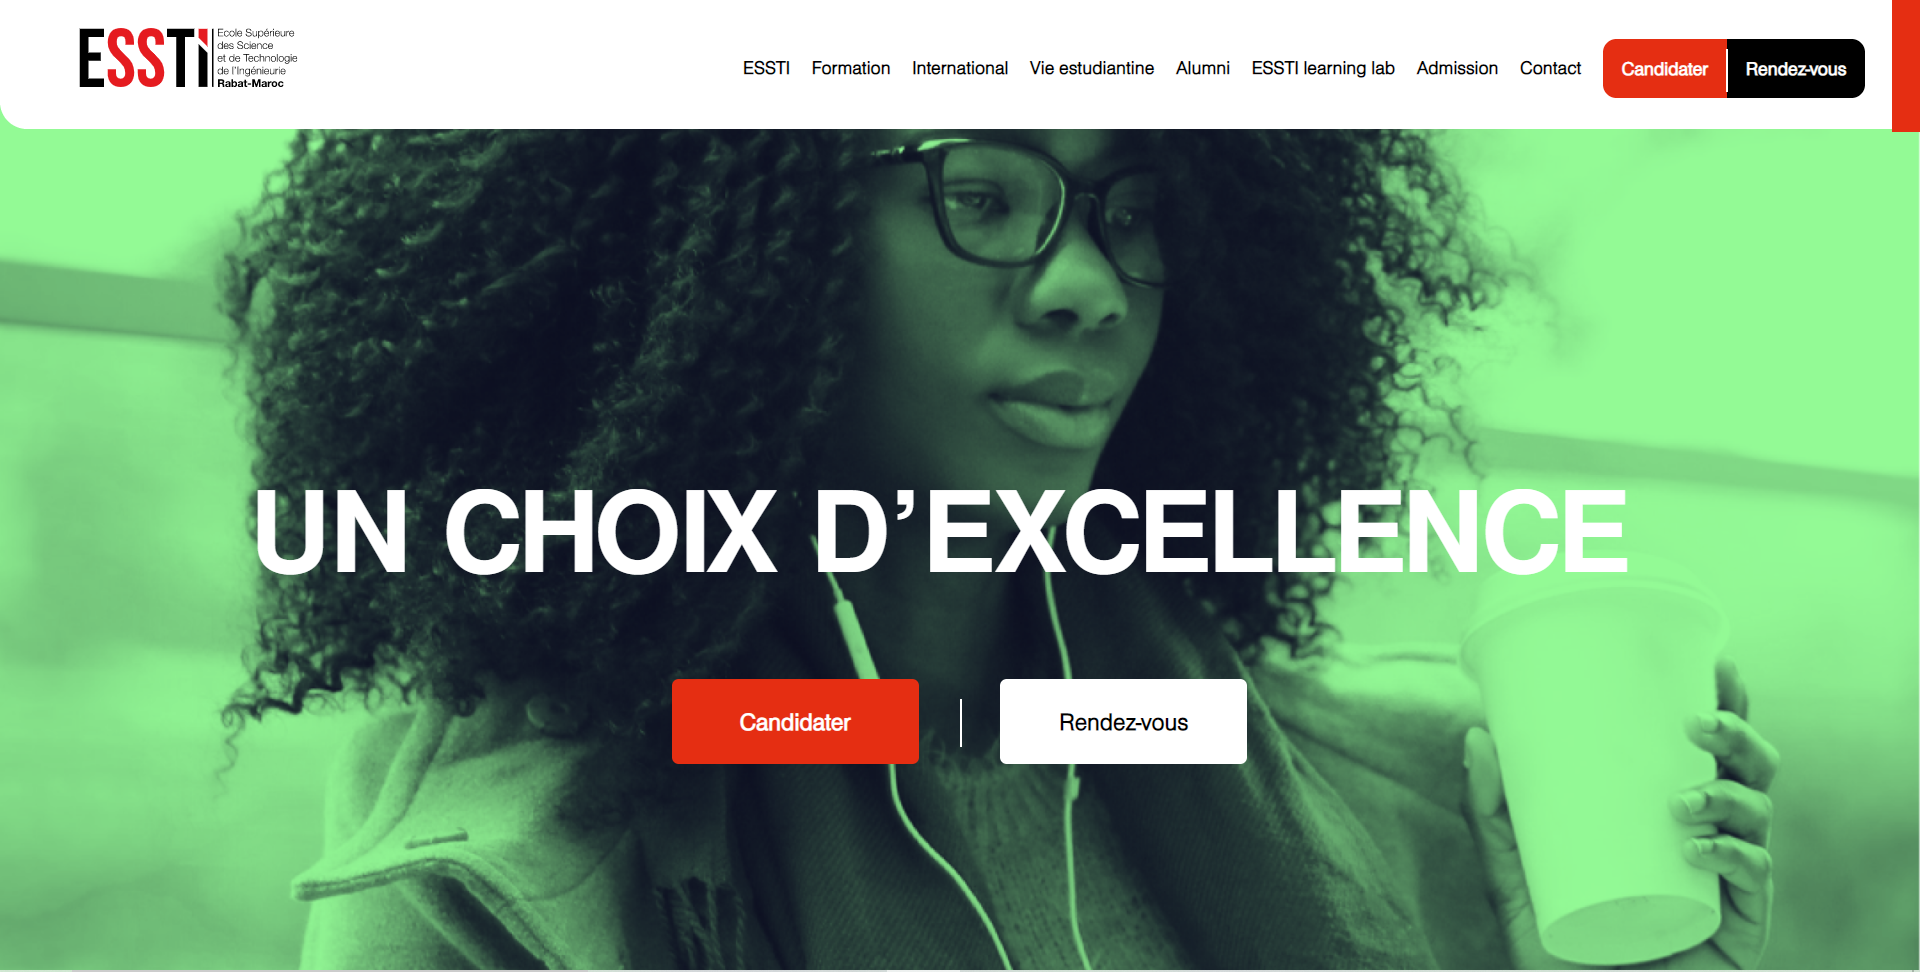 ESSTi
Ecole Supérieure
des Science
et de Technologie
de l'Ingénieurie
Rabat-Maroc
ESSTI Formation International Vie estudiantine Alumni ESSTI learning lab Admission Contact Candidater Rendez-vous
UN CHOIX D’EXCELLENCE
Candidater Rendez-vous